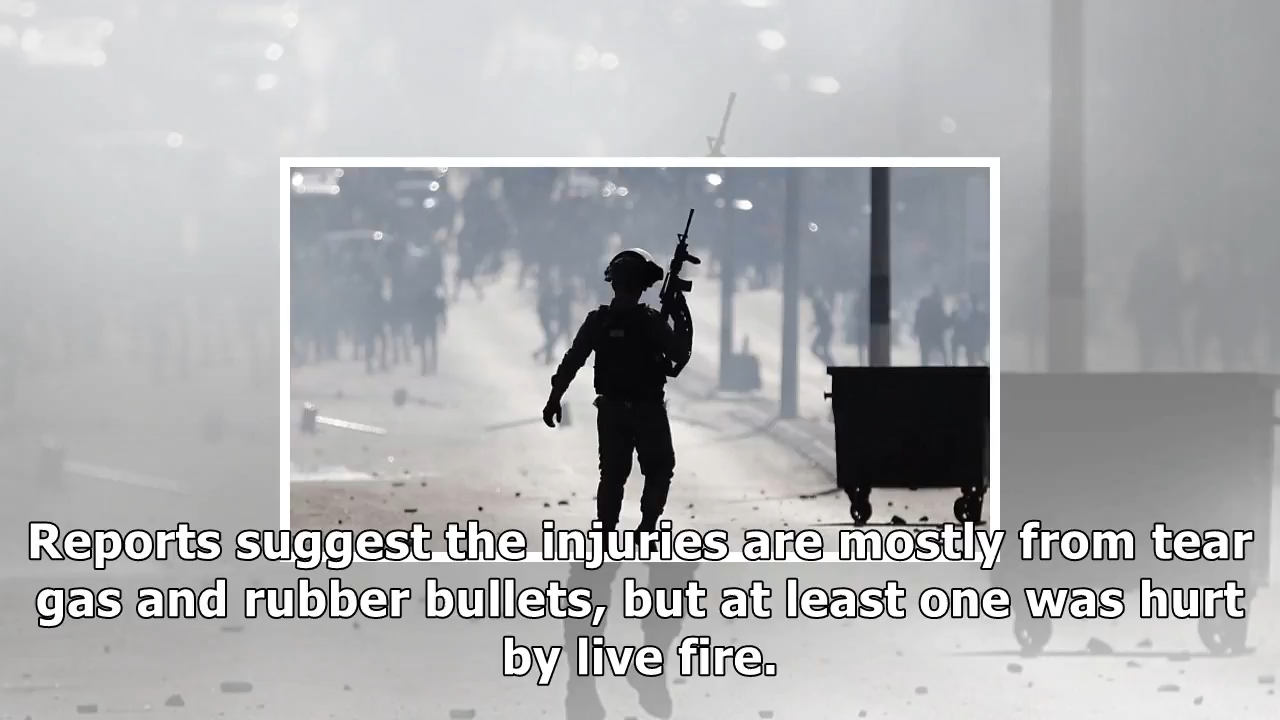 Reports suggest the injuries are mostly from tear
gas and rubber bullets, but at least one was hurt
by live fire.